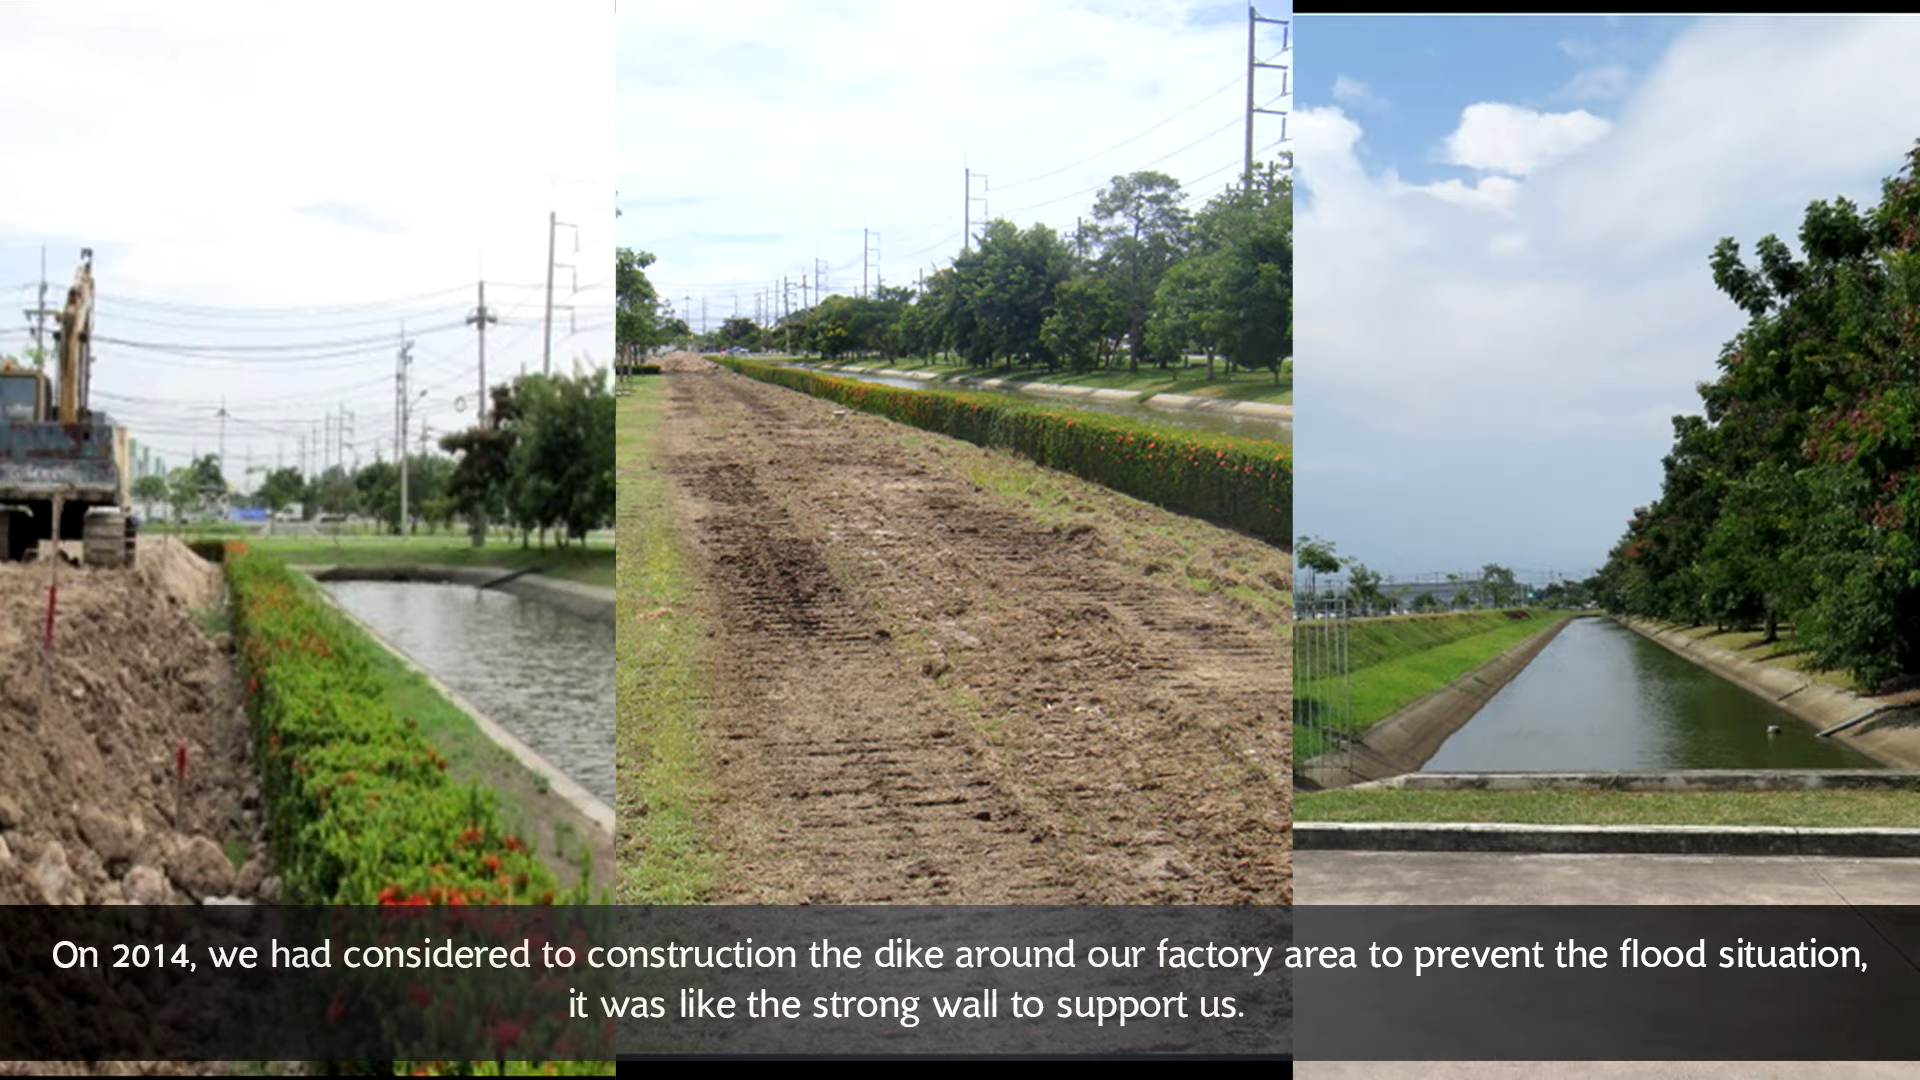 On 2014, we had considered to construction the dike around our factory area to prevent the flood situation,
it was like the strong wall to support us.